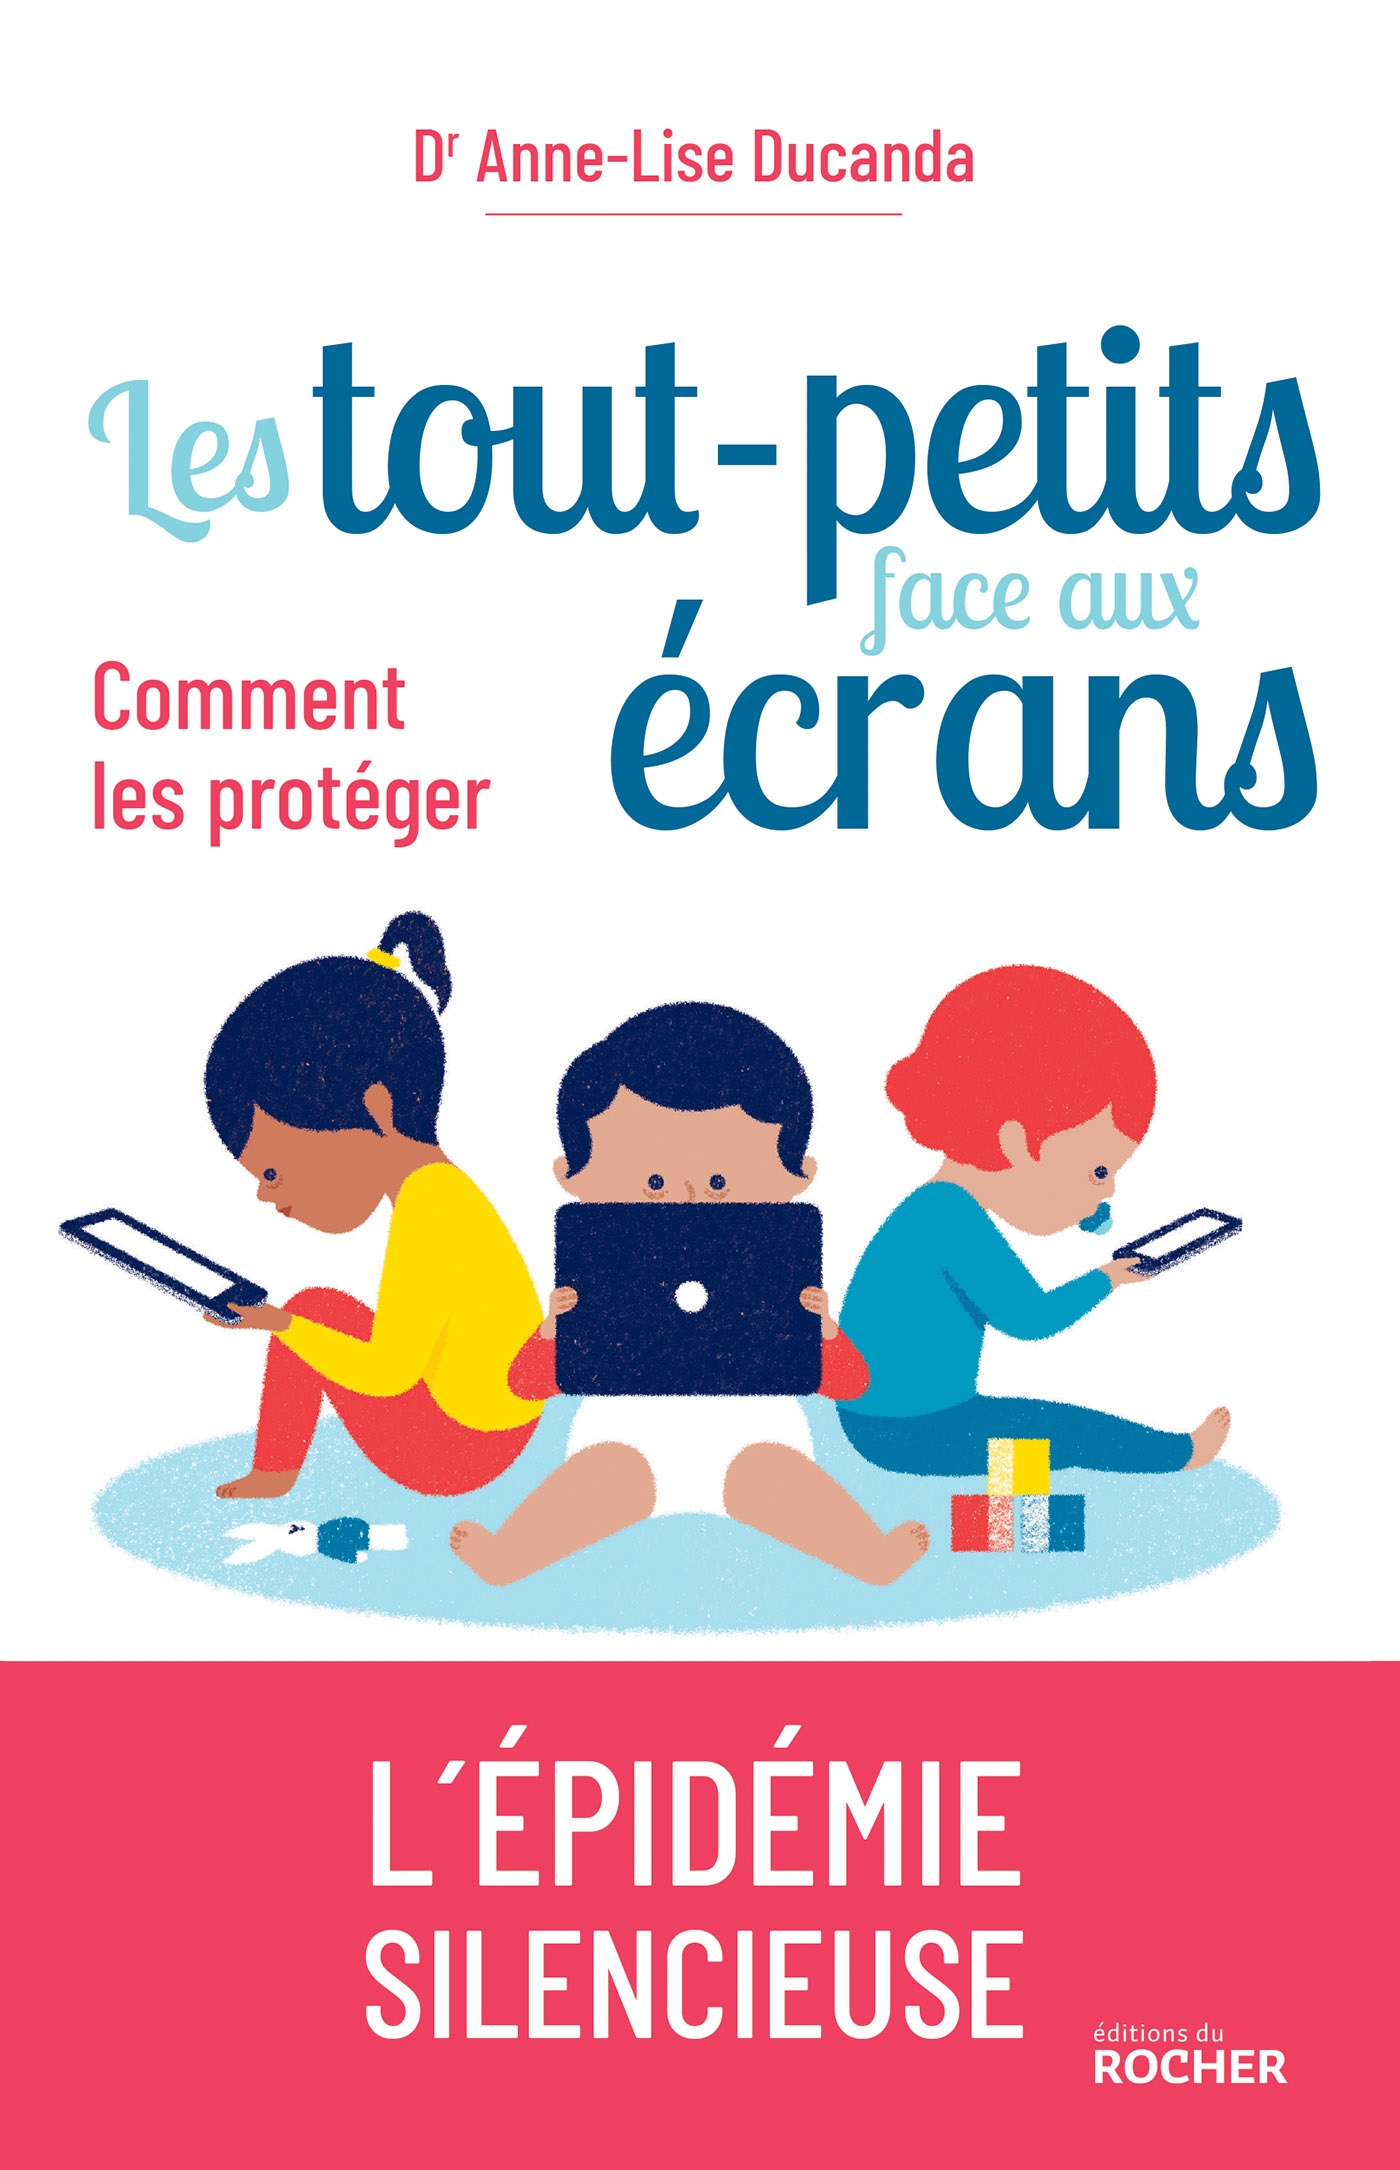 Dr Anne-Lise Ducanda
Les tout-petits
face aux
écrans
Comment
les protéger
L'ÉPIDÉMIE
SILENCIEUSE
éditions du
ROCHER